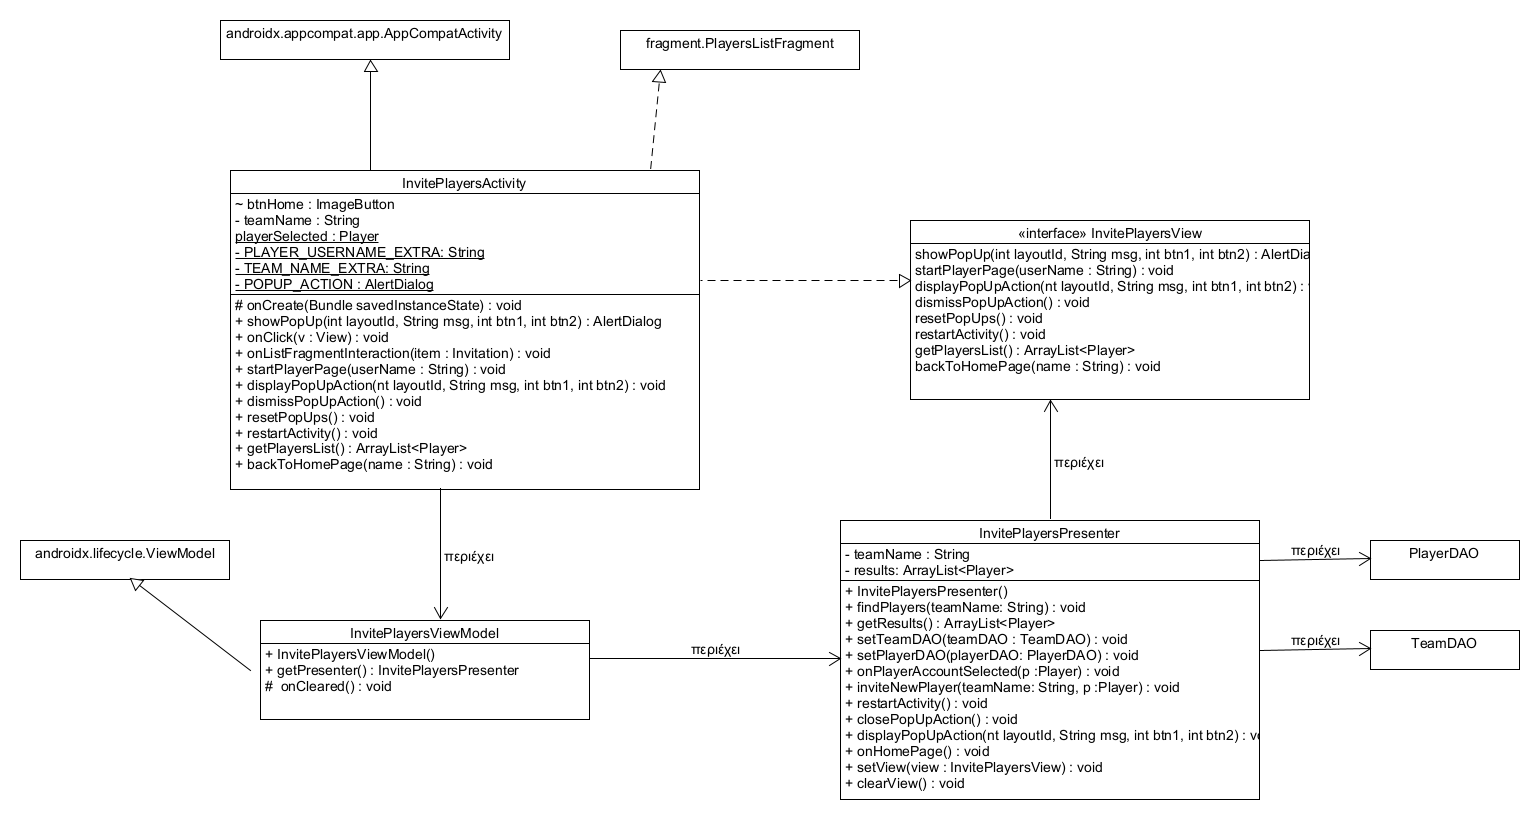 androidx.appcompat.app.AppCompatActivity
fragment.PlayersListFragment
InvitePlayersActivity
~ btnHome : ImageButton
- teamName : String
playerSelected : Player
- PLAYER_USERNAME_EXTRA: String
- TEAM_NAME_EXTRA: String
- POPUP_ACTION : AlertDialog
# onCreate(Bundle savedInstanceState) : void
+ showPopUp(int layoutId, String msg, int btn1, int btn2) : AlertDialog
+ onClick(v : View) : void
+ onListFragmentInteraction(item : Invitation) : void
+ startPlayerPage(userName : String) : void
+ displayPopUpAction(nt layoutId, String msg, int btn1, int btn2) : void
+ dismissPopUpAction() : void
+ resetPopUps() : void
+ restartActivity() : void
+ getPlayersList() : ArrayList<Player>
+ backToHomePage(name : String) : void
«interface» InvitePlayersView
showPopUp(int layoutId, String msg, int btn1, int btn2) : AlertDia
startPlayerPage(userName : String) : void
displayPopUpAction(nt layoutId, String msg, int btn1, int btn2) :
dismissPopUpAction() : void
resetPopUps() : void
restartActivity() : void
getPlayersList() : ArrayList<Player>
backToHomePage(name : String) : void
περιέχει
περιέχει
androidx.lifecycle.ViewModel
InvitePlayersViewModel
+ InvitePlayersViewModel()
+ getPresenter() : InvitePlayersPresenter
# onCleared() : void
περιέχει
InvitePlayersPresenter
- teamName : String
- results: ArrayList<Player>
+ InvitePlayersPresenter()
+ findPlayers(teamName: String) : void
+ getResults() : ArrayList<Player>
+ setTeamDAO(teamDAO : TeamDAO) : void
+ setPlayerDAO(playerDAO: PlayerDAO) : void
+ onPlayerAccountSelected(p :Player) : void
+ inviteNewPlayer(teamName: String, p :Player) : void
+ restartActivity() : void
+ closePopUpAction() : void
+ displayPopUpAction(nt layoutId, String msg, int btn1, int btn2) : vo
+ onHomePage() : void
+ setView(view : InvitePlayersView) : void
+ clearView() : void
περιέχει
PlayerDAO
περιέχει
TeamDAO